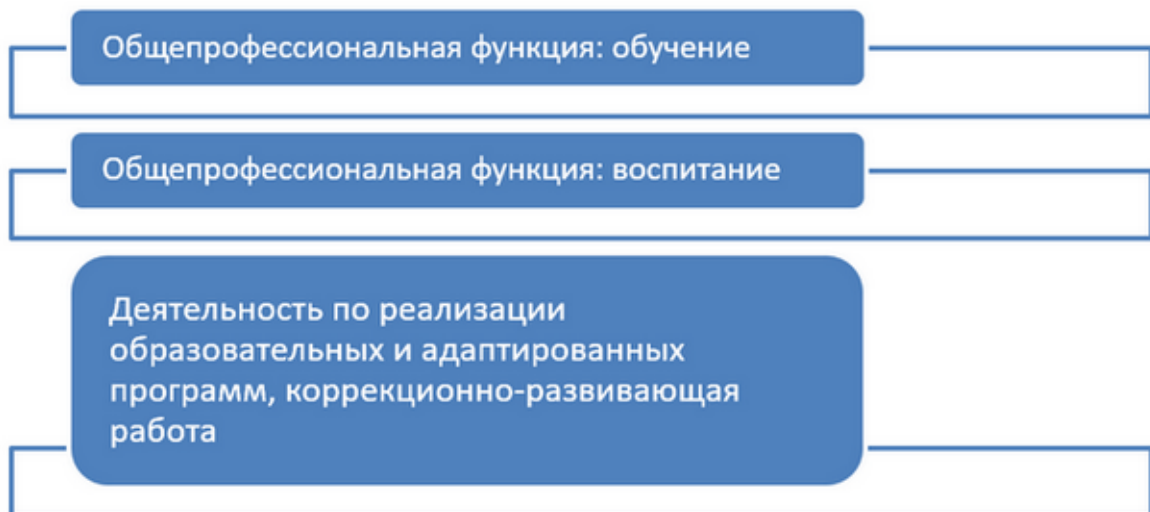 Общепрофессиональная функция: обучение
Общепрофессиональная функция: воспитание
Деятельность по реализации
образовательных и адаптированных
программ, коррекционно-развивающая
работа